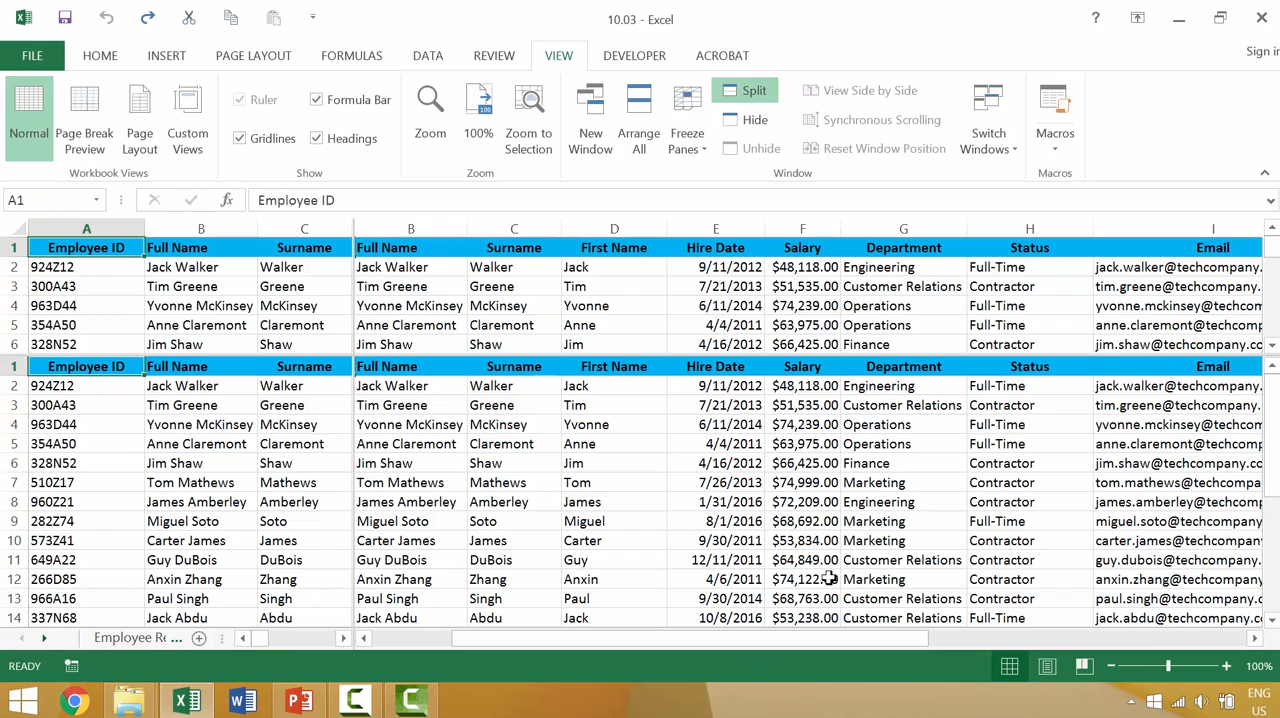 10.03 - Excel
?
FILE HOME INSERT PAGE LAYOUT FORMULAS DATA REVIEW VIEW DEVELOPER ACROBAT Sign in
Normal Page Break Preview Page Layout Custom Views
Workbook Views
Ruler Formula Bar
Gridlines Headings
Show
Zoom 100% Zoom to Selection
Zoom
New Window Arrange All Freeze Panes
Split
Hide
Unhide
View Side by Side
Synchronous Scrolling
Reset Window Position
Switch Windows
Window
Macros
Macros
A1 fx Employee ID
A B C B C D E F G H I
1 Employee ID Full Name Surname Full Name Surname First Name Hire Date Salary Department Status Email
2 924Z12 Jack Walker Walker Jack Walker Walker Jack 9/11/2012 $48,118.00 Engineering Full-Time jack.walker@techcompany.
3 300A43 Tim Greene Greene Tim Greene Greene Tim 7/21/2013 $51,535.00 Customer Relations Contractor tim.greene@techcompany.
4 963D44 Yvonne McKinsey McKinsey Yvonne McKinsey McKinsey Yvonne 6/11/2014 $74,239.00 Operations Full-Time yvonne.mckinsey@techcom
5 354A50 Anne Claremont Claremont Anne Claremont Claremont Anne 4/4/2011 $63,975.00 Operations Full-Time anne.claremont@techcomp
6 328N52 Jim Shaw Shaw Jim Shaw Shaw Jim 4/16/2012 $66,425.00 Finance Contractor jim.shaw@techcompany.co
1 Employee ID Full Name Surname Full Name Surname First Name Hire Date Salary Department Status Email
2 924Z12 Jack Walker Walker Jack Walker Walker Jack 9/11/2012 $48,118.00 Engineering Full-Time jack.walker@techcompany.
3 300A43 Tim Greene Greene Tim Greene Greene Tim 7/21/2013 $51,535.00 Customer Relations Contractor tim.greene@techcompany.
4 963D44 Yvonne McKinsey McKinsey Yvonne McKinsey McKinsey Yvonne 6/11/2014 $74,239.00 Operations Full-Time yvonne.mckinsey@techcom
5 354A50 Anne Claremont Claremont Anne Claremont Claremont Anne 4/4/2011 $63,975.00 Operations Full-Time anne.claremont@techcomp
6 328N52 Jim Shaw Shaw Jim Shaw Shaw Jim 4/16/2012 $66,425.00 Finance Contractor jim.shaw@techcompany.co
7 510Z17 Tom Mathews Mathews Tom Mathews Mathews Tom 7/26/2013 $74,999.00 Marketing Contractor tom.mathews@techcompan
8 960Z21 James Amberley Amberley James Amberley Amberley James 1/31/2016 $72,209.00 Engineering Contractor james.amberley@techcomp
9 282Z74 Miguel Soto Soto Miguel Soto Soto Miguel 8/1/2016 $68,692.00 Marketing Full-Time miguel.soto@techcompany.
10 573Z41 Carter James James Carter James James Carter 9/30/2011 $53,834.00 Marketing Contractor carter.james@techcompany
11 649A22 Guy DuBois DuBois Guy DuBois DuBois Guy 12/11/2011 $64,849.00 Customer Relations Contractor guy.dubois@techcompany.
12 266D85 Anxin Zhang Zhang Anxin Zhang Zhang Anxin 4/6/2011 $74,122. Marketing Contractor anxin.zhang@techcompany
13 966A16 Paul Singh Singh Paul Singh Singh Paul 9/30/2014 $68,763.00 Customer Relations Contractor paul.singh@techcompany.c
14 337N68 Jack Abdu Abdu Jack Abdu Abdu Jack 10/8/2016 $53,238.00 Customer Relations Full-Time jack.abdu@techcompany.co
Employee Re ...
READY 100%
ENG
US